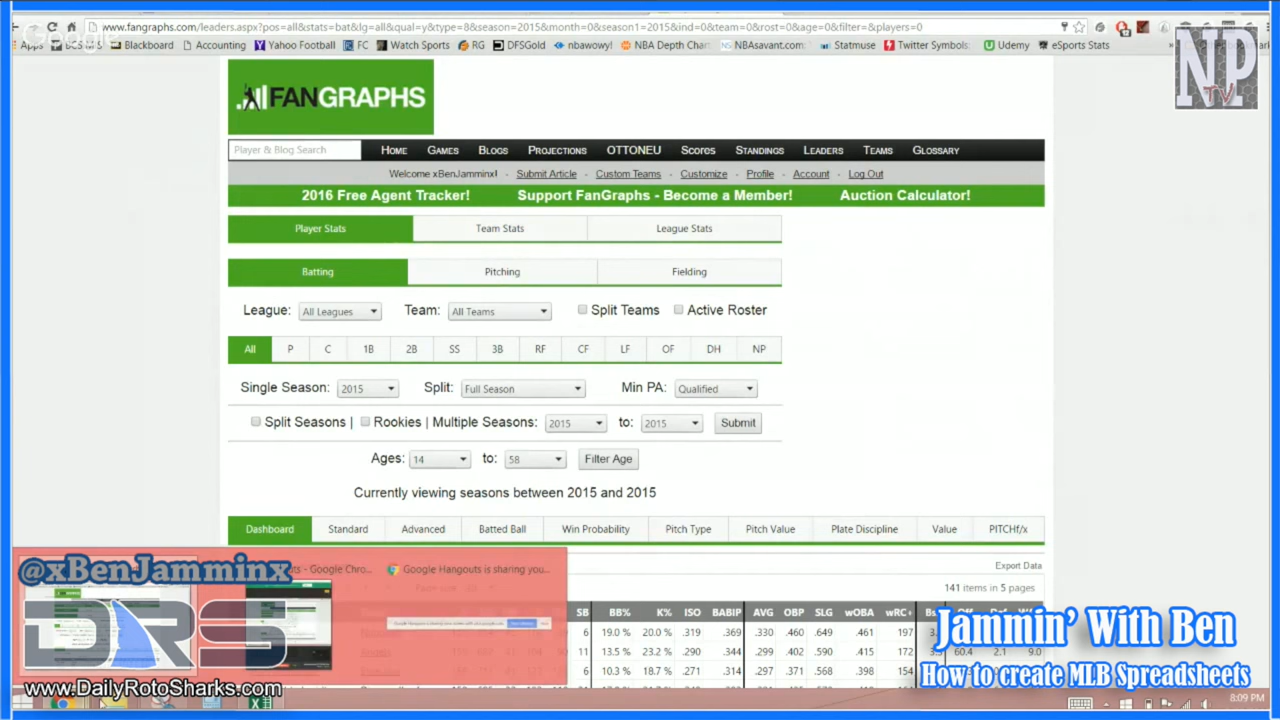 www.fangraphs.com/leaders.aspx?pos=all&stats=bat&lg=all&qual=y&type=8&season=2015&month=0&season1=2015&ind=0&team=0&rost=0&age=0&filter=&players=0
Apps Blackboard Accounting Yahoo Football FC Watch Sports RG DFSGold nbawowy! NBA Depth Char NBAsavant.com Statmuse Twitter Symbols Udemy eSports Stats
NP
TV
FANGRAPHS
Player & Blog Search HOME GAMES BLOGS PROJECTIONS OTTONEU SCORES STANDINGS LEADERS TEAMS GLOSSARY
Welcome xBenJamminx! - Submit Article - Custom Teams - Customize - Profile - Account - Log Out
2016 Free Agent Tracker! Support FanGraphs - Become a Member! Auction Calculator!
Player Stats Team Stats League Stats
Batting Pitching Fielding
League: All Leagues Team: All Teams Split Teams Active Roster
All P C 1B 2B SS 3B RF CF LF OF DH NP
Single Season: 2015 Split: Full Season Min PA: Qualified
Split Seasons | Rookies | Multiple Seasons: 2015 to: 2015 Submit
Ages: 14 to: 58 Filter Age
Currently viewing seasons between 2015 and 2015
Dashboard Standard Advanced Batted Ball Win Probability Pitch Type Pitch Value Plate Discipline Value PITCHf/x
Export Data
@xBenJamminx
Google Chro... Google Hangouts is sharing you...
141 items in 5 pages
SB BB% K% ISO BABIP AVG OBP SLG wOBA wRC+
6 19.0 % 20.0 % .319 .369 .330 .460 .649 .461 197
11 13.5 % 23.2 % .290 .344 .299 .402 .590 .415 172 60.4 2.1 9.0
6 10.3 % 18.7 % .271 .314 .297 .371 .568 .398 154
DRS
Jammin' With Ben
How to create MLB Spreadsheets
www.DailyRotoSharks.com
8:09 PM